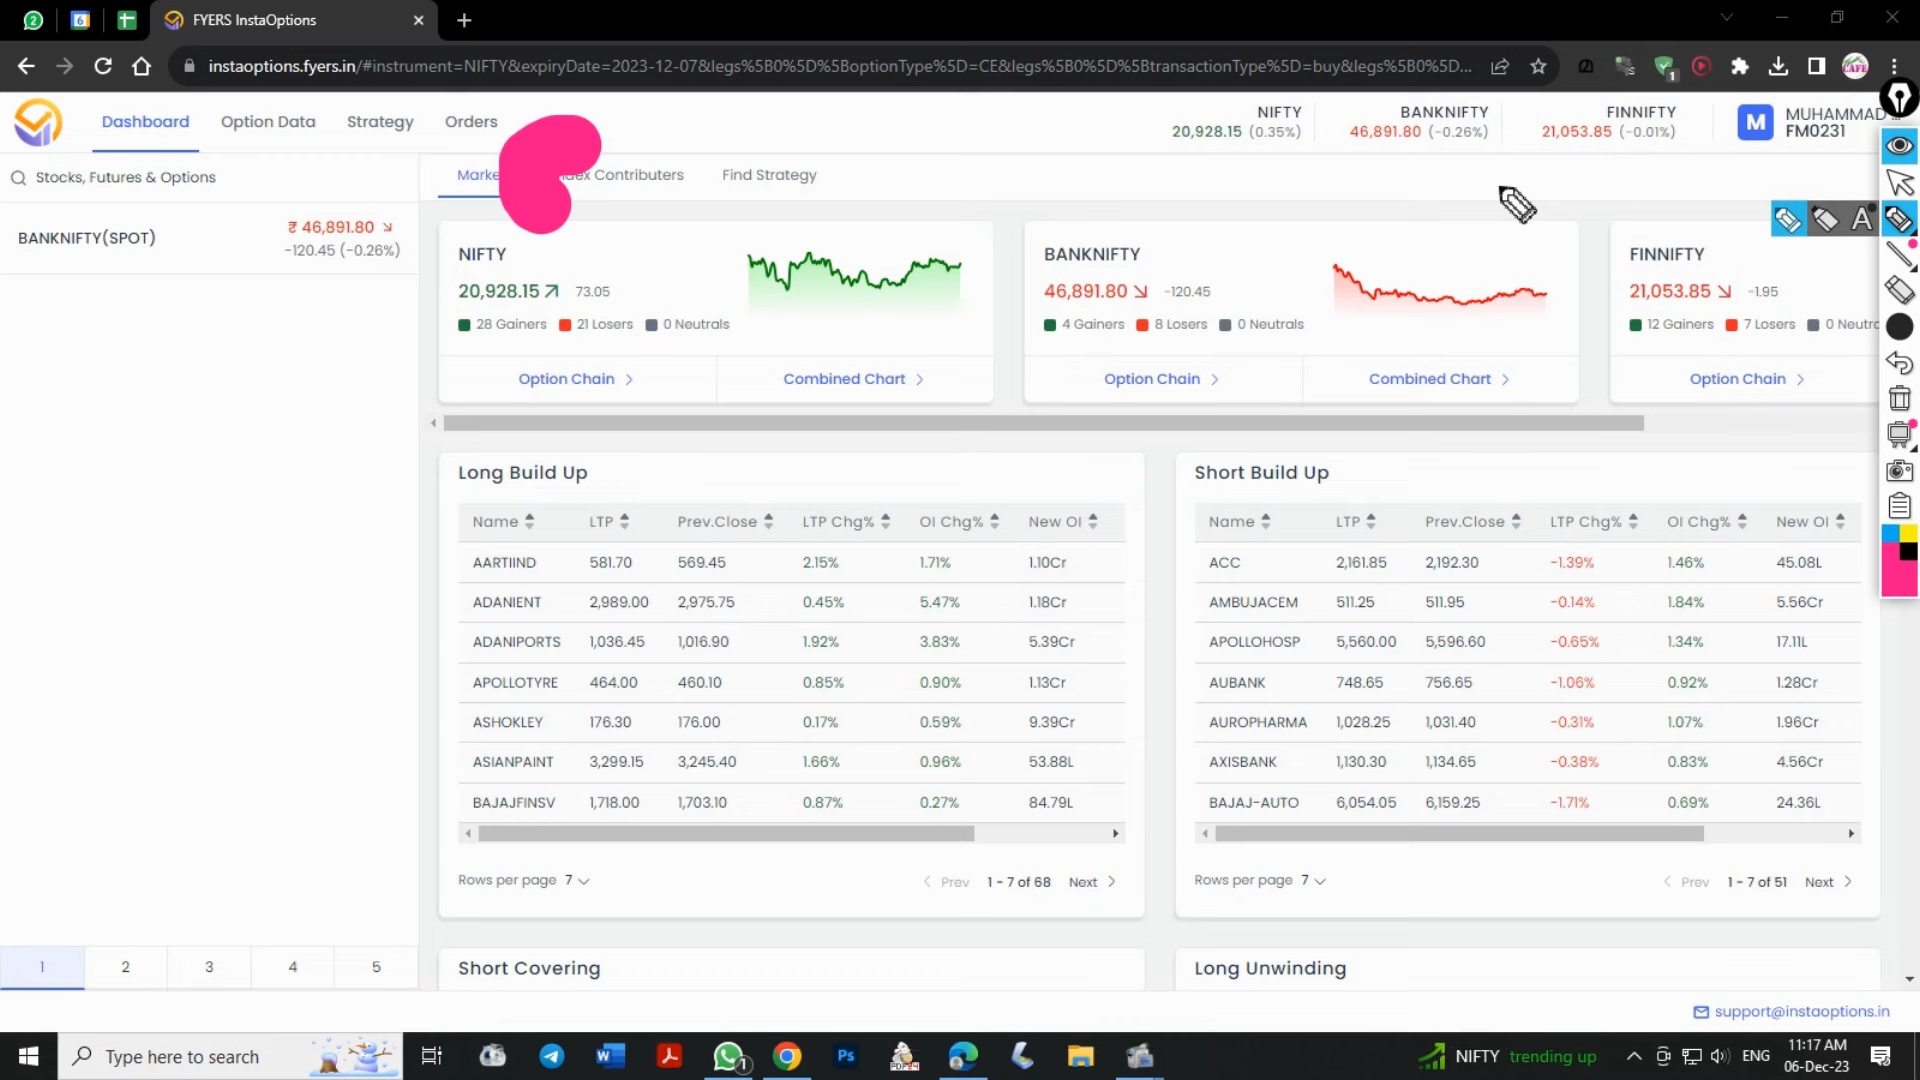 2
6
FYERS InstaOptions
instaoptions.fyers.in/#instrument=NIFTY&expiryDate=2023-12-07&legs%5B0%5D%5BoptionType%5D=CE&legs%5B0%5D%5BtransactionType%5D=buy&legs%5B0%5D...
1
CAFE
Dashboard Option Data Strategy Orders
NIFTY
20,928.15 (0.35%)
BANKNIFTY
46,891.80 (-0.26%)
FINNIFTY
21,053.85 (-0.01%)
M
MUHAMMAD ...
FM0231
Stocks, Futures & Options
Contributers
Find Strategy
A
BANKNIFTY(SPOT)
₹ 46,891.80
-120.45 (-0.26%)
NIFTY
20,928.15 73.05
28 Gainers 21 Losers 0 Neutrals
Option Chain Combined Chart
BANKNIFTY
46,891.80 -120.45
4 Gainers 8 Losers 0 Neutrals
Option Chain Combined Chart
FINNIFTY
21,053.85 -1.95
12 Gainers 7 Losers 0 Neutr
Option Chain
Long Build Up
Name LTP Prev.Close LTP Chg% OI Chg% New OI
AARTIIND 581.70 569.45 2.15% 1.71% 1.10Cr
ADANIENT 2,989.00 2,975.75 0.45% 5.47% 1.18Cr
ADANIPORTS 1,036.45 1,016.90 1.92% 3.83% 5.39Cr
APOLLOTYRE 464.00 460.10 0.85% 0.90% 1.13Cr
ASHOKLEY 176.30 176.00 0.17% 0.59% 9.39Cr
ASIANPAINT 3,299.15 3,245.40 1.66% 0.96% 53.88L
BAJAJFINSV 1,718.00 1,703.10 0.87% 0.27% 84.79L
Rows per page 7
Prev 1 - 7 of 68 Next
Short Build Up
Name LTP Prev.Close LTP Chg% OI Chg% New OI
ACC 2,161.85 2,192.30 -1.39% 1.46% 45.08L
AMBUJACEM 511.25 511.95 -0.14% 1.84% 5.56Cr
APOLLOHOSP 5,560.00 5,596.60 -0.65% 1.34% 17.11L
AUBANK 748.65 756.65 -1.06% 0.92% 1.28Cr
AUROPHARMA 1,028.25 1,031.40 -0.31% 1.07% 1.96Cr
AXISBANK 1,130.30 1,134.65 -0.38% 0.83% 4.56Cr
BAJAJ-AUTO 6,054.05 6,159.25 -1.71% 0.69% 24.36L
Rows per page 7
Prev 1 - 7 of 51 Next
1 2 3 4 5
Short Covering
Long Unwinding
support@instaoptions.in
Type here to search
W
1
Ps
PDF24
NIFTY trending up
ENG
11:17 AM
06-Dec-23